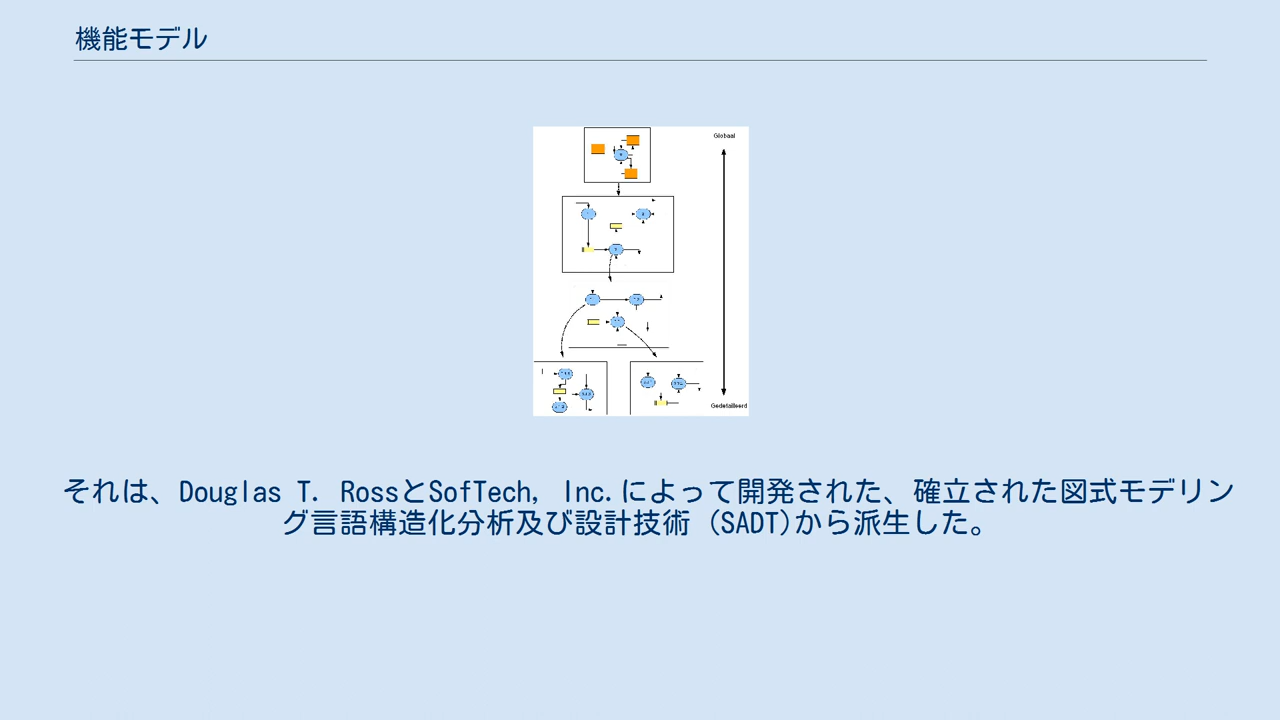 機能モデル
Globaal
Gedetailleerd
それは、Douglas T. RossとSofTech, Inc.によって開発された、確立された図式モデリン
グ言語構造化分析及び設計技術 (SADT)から派生した。